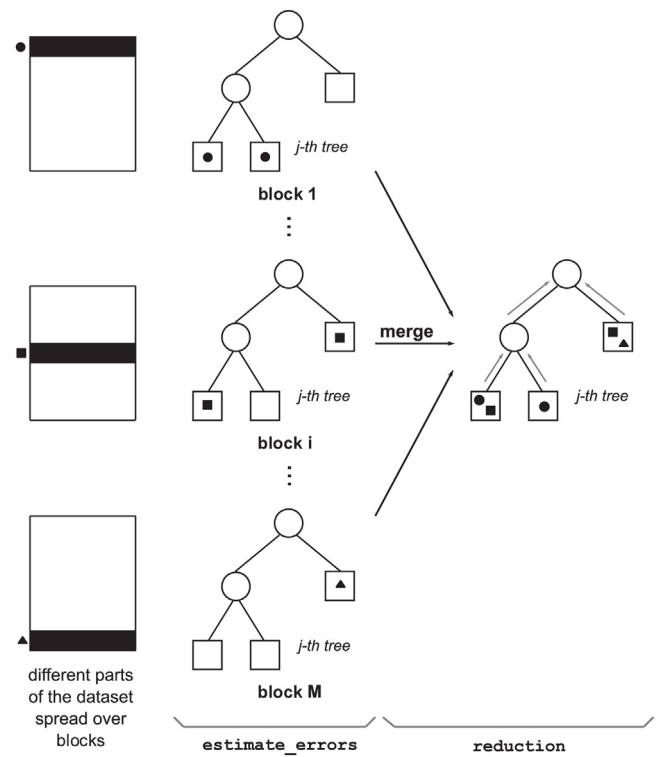 j-th tree
block 1
j-th tree
block i
merge
j-th tree
j-th tree
block M
different parts
of the dataset
spread over
blocks
estimate_errors
reduction